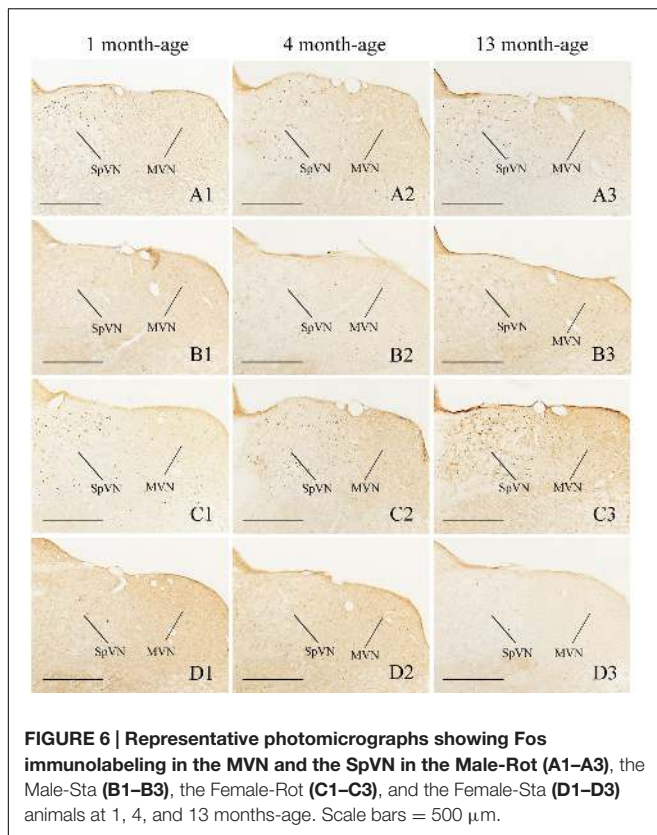 1 month-age 4 month-age 13 month-age
SpVN MVN A1 SpVN MVN A2 SpVN MVN A3
SpVN MVN B1 SpVN MVN B2 SpVN MVN B3
SpVN MVN C1 SpVN MVN C2 SpVN MVN C3
SpVN MVN D1 SpVN MVN D2 SpVN MVN D3
FIGURE 6 | Representative photomicrographs showing Fos
immunolabeling in the MVN and the SpVN in the Male-Rot (A1–A3), the
Male-Sta (B1–B3), the Female-Rot (C1–C3), and the Female-Sta (D1–D3)
animals at 1, 4, and 13 months-age. Scale bars = 500 μm.